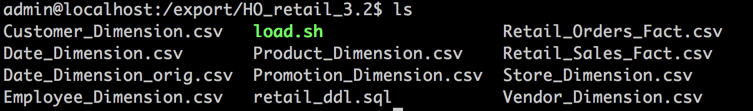 admin@localhost:/export/HO_retail_3.2$ ls
Customer_Dimension.csv load.sh Retail_Orders_Fact.csv
Date_Dimension.csv Product_Dimension.csv Retail_Sales_Fact.csv
Date_Dimension_orig.csv Promotion_Dimension.csv Store_Dimension.csv
Employee_Dimension.csv retail_ddl.sql Vendor_Dimension.csv